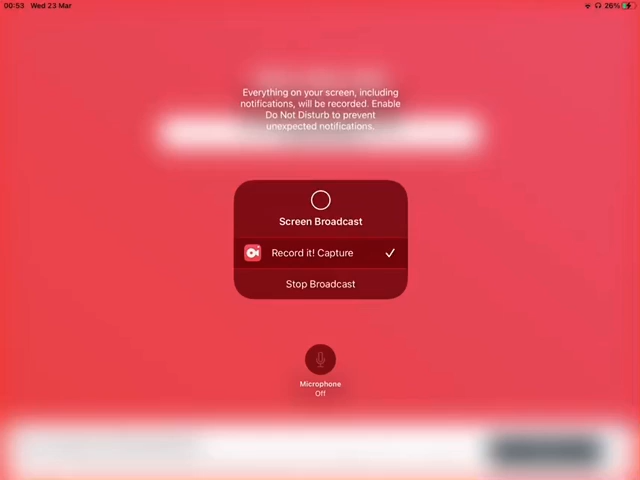 00:53 Wed 23 Mar
26%
Everything on your screen, including
notifications, will be recorded. Enable
Do Not Disturb to prevent
unexpected notifications.
Screen Broadcast
Record it! Capture
Stop Broadcast
Microphone
Off